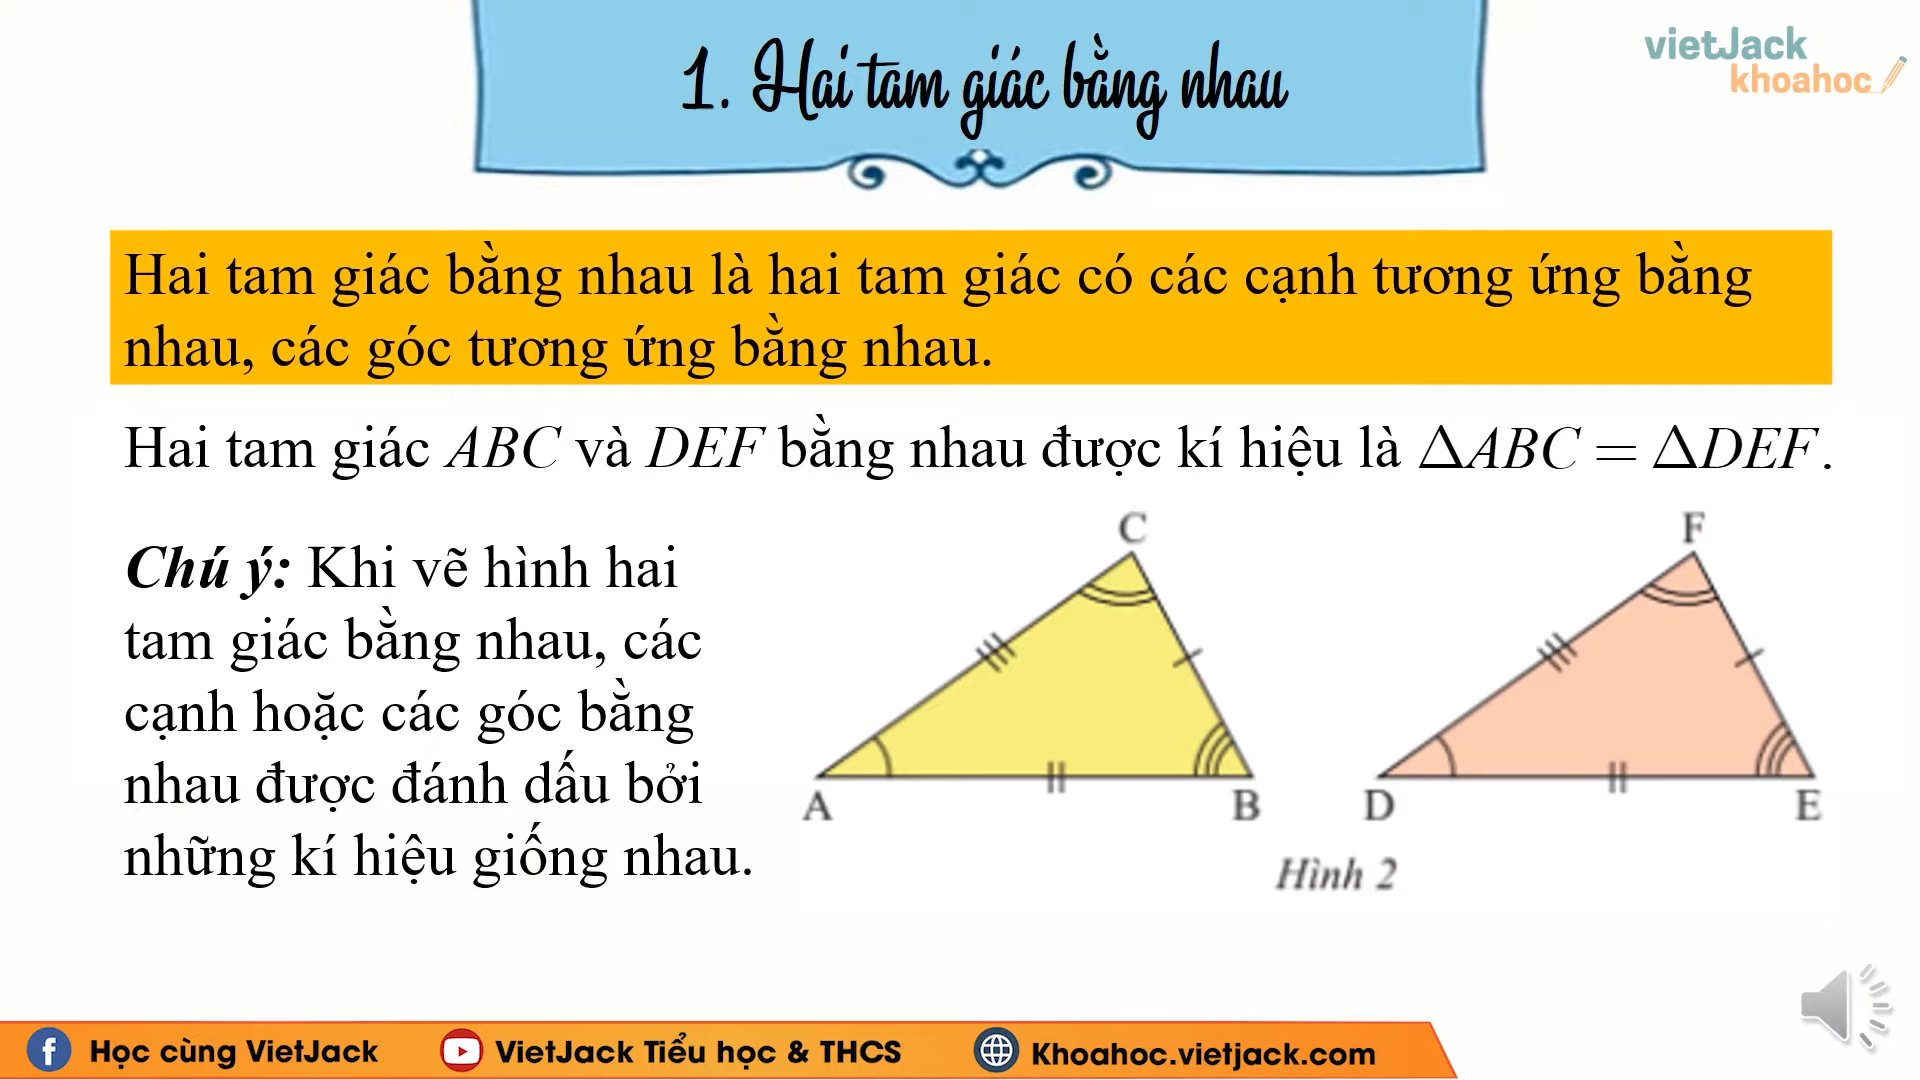 1. Hai tam giác bằng nhau
vietJack
khoahoc
Hai tam giác bằng nhau là hai tam giác có các cạnh tương ứng bằng
nhau, các góc tương ứng bằng nhau.
Hai tam giác ABC và DEF bằng nhau được kí hiệu là ΔABC = ΔDEF.
Chú ý: Khi vẽ hình hai
tam giác bằng nhau, các
cạnh hoặc các góc bằng
nhau được đánh dấu bởi
những kí hiệu giống nhau.
C
F
A
B
D
E
Hình 2
Học cùng VietJack
VietJack Tiểu học & THCS
Khoahoc.vietjack.com